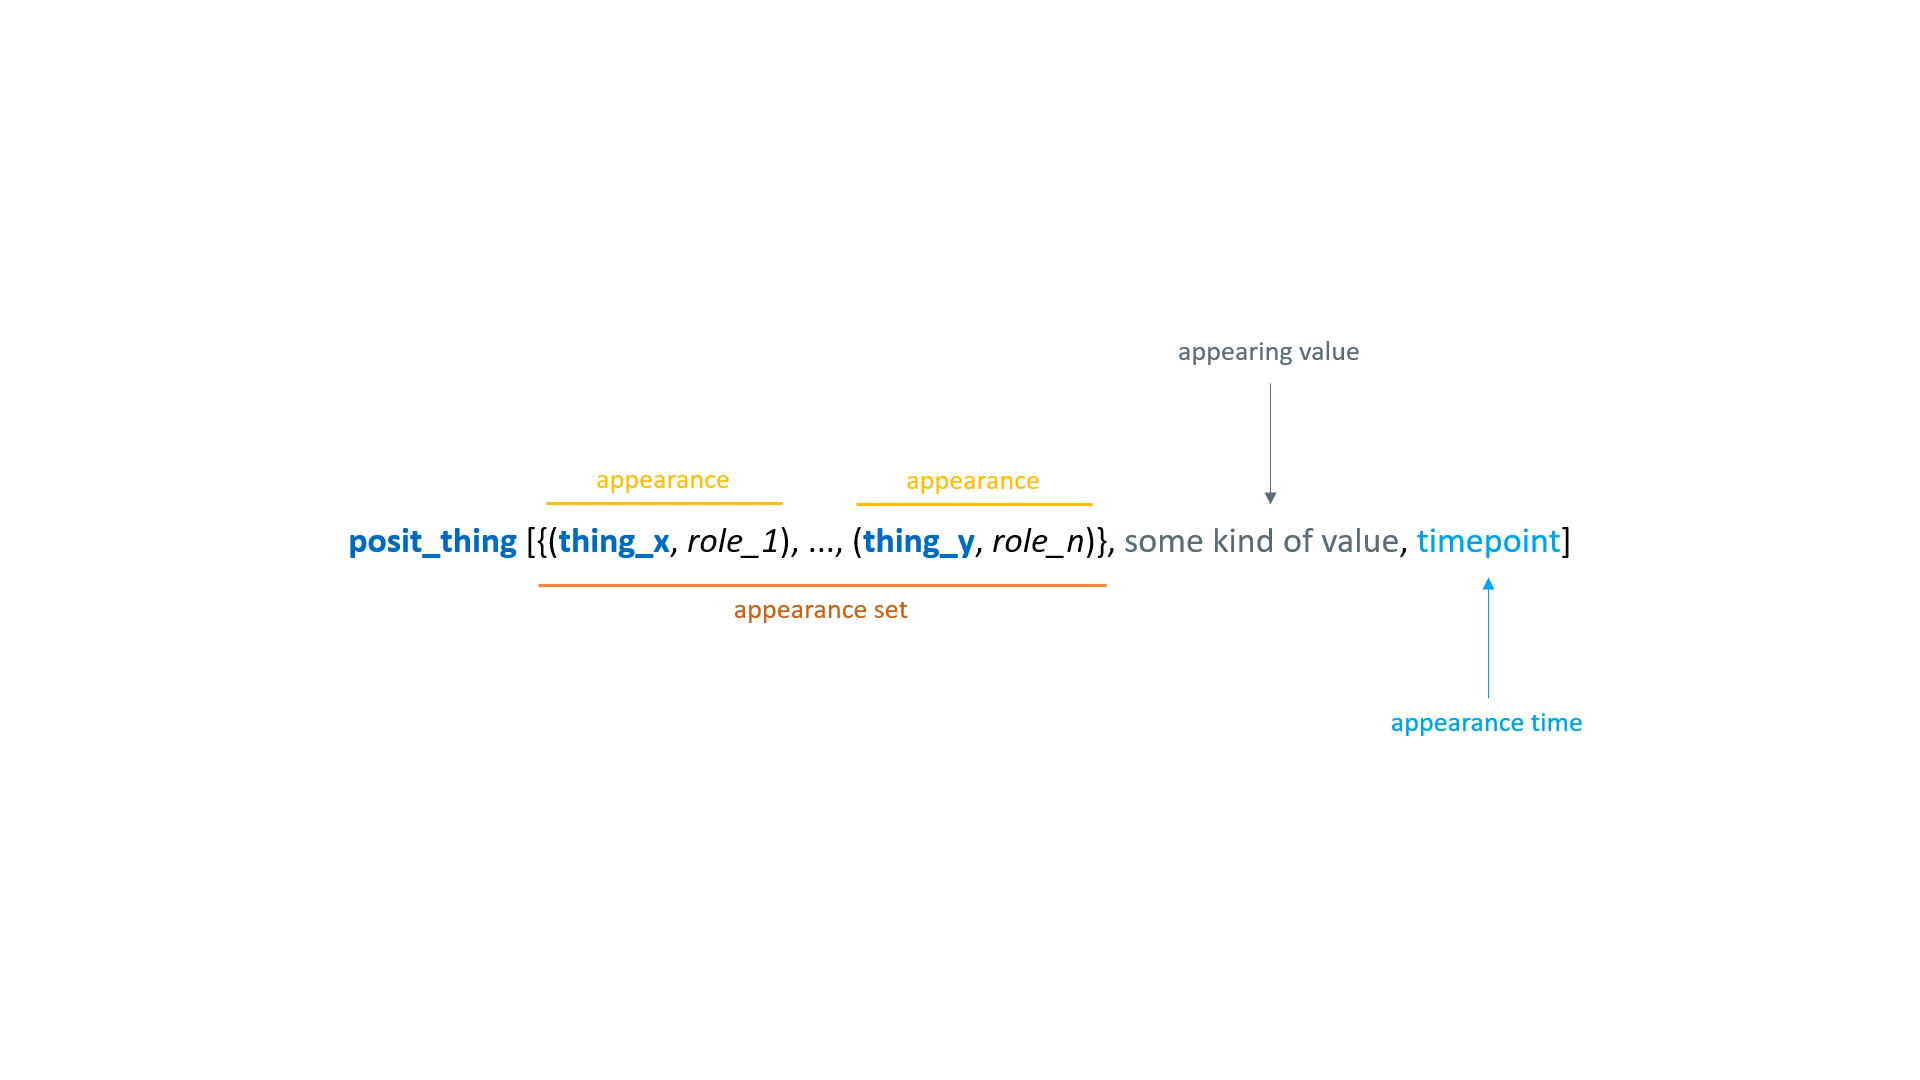 appearing value
appearance appearance
posit_thing [{(thing_x, role_1), ..., (thing_y, role_n)}, some kind of value, timepoint]
appearance set
appearance time